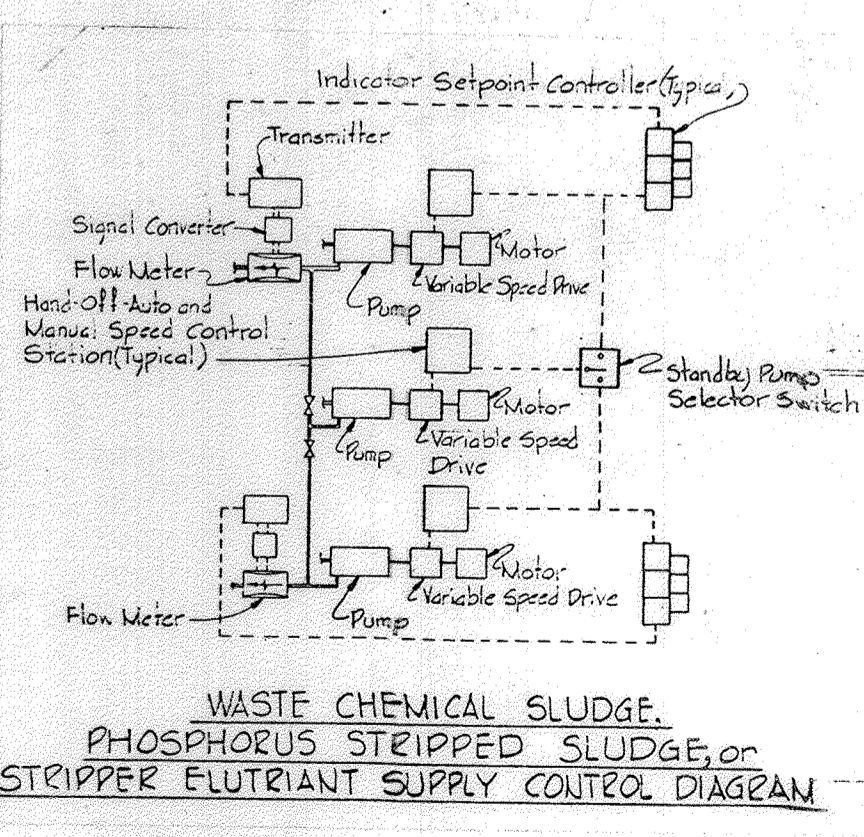 Indicator Setpoint Controller (Typical)
Transmitter
Signal Converter
Motor
Flow Meter
Variable Speed Drive
Hand-Off-Auto and
Pump
Manual Speed Control
Station (Typical)
Standby Pump
Selector Switch
Motor
Pump
Variable Speed
Drive
Motor
Variable Speed Drive
Flow Meter
Pump
WASTE CHEMICAL SLUDGE.
PHOSPHORUS STRIPPED SLUDGE, or
STRIPPER ELUTRIANT SUPPLY CONTROL DIAGRAM